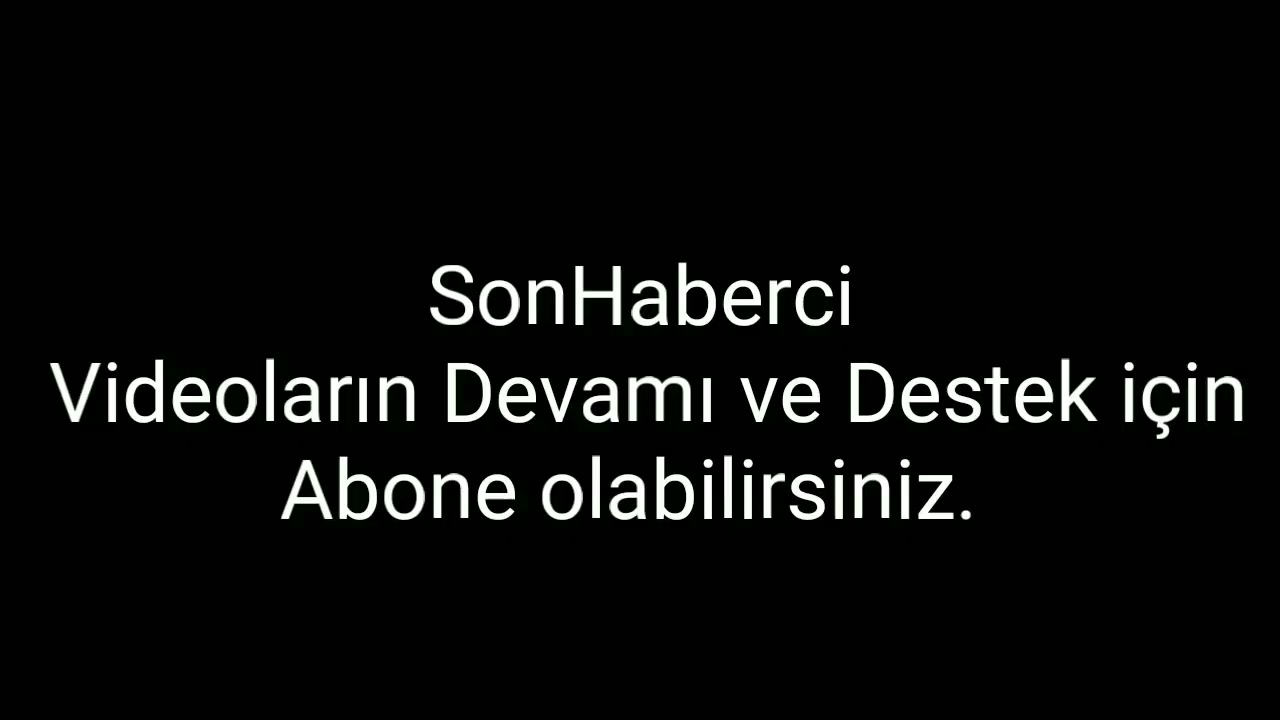 SonHaberci
Videoların Devamı ve Destek için
Abone olabilirsiniz.